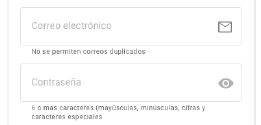 Correo electrónico
No se permiten correos duplicados
Contraseña
6 o más caracteres (mayúsculas, minúsculas, cifras y
caracteres especiales